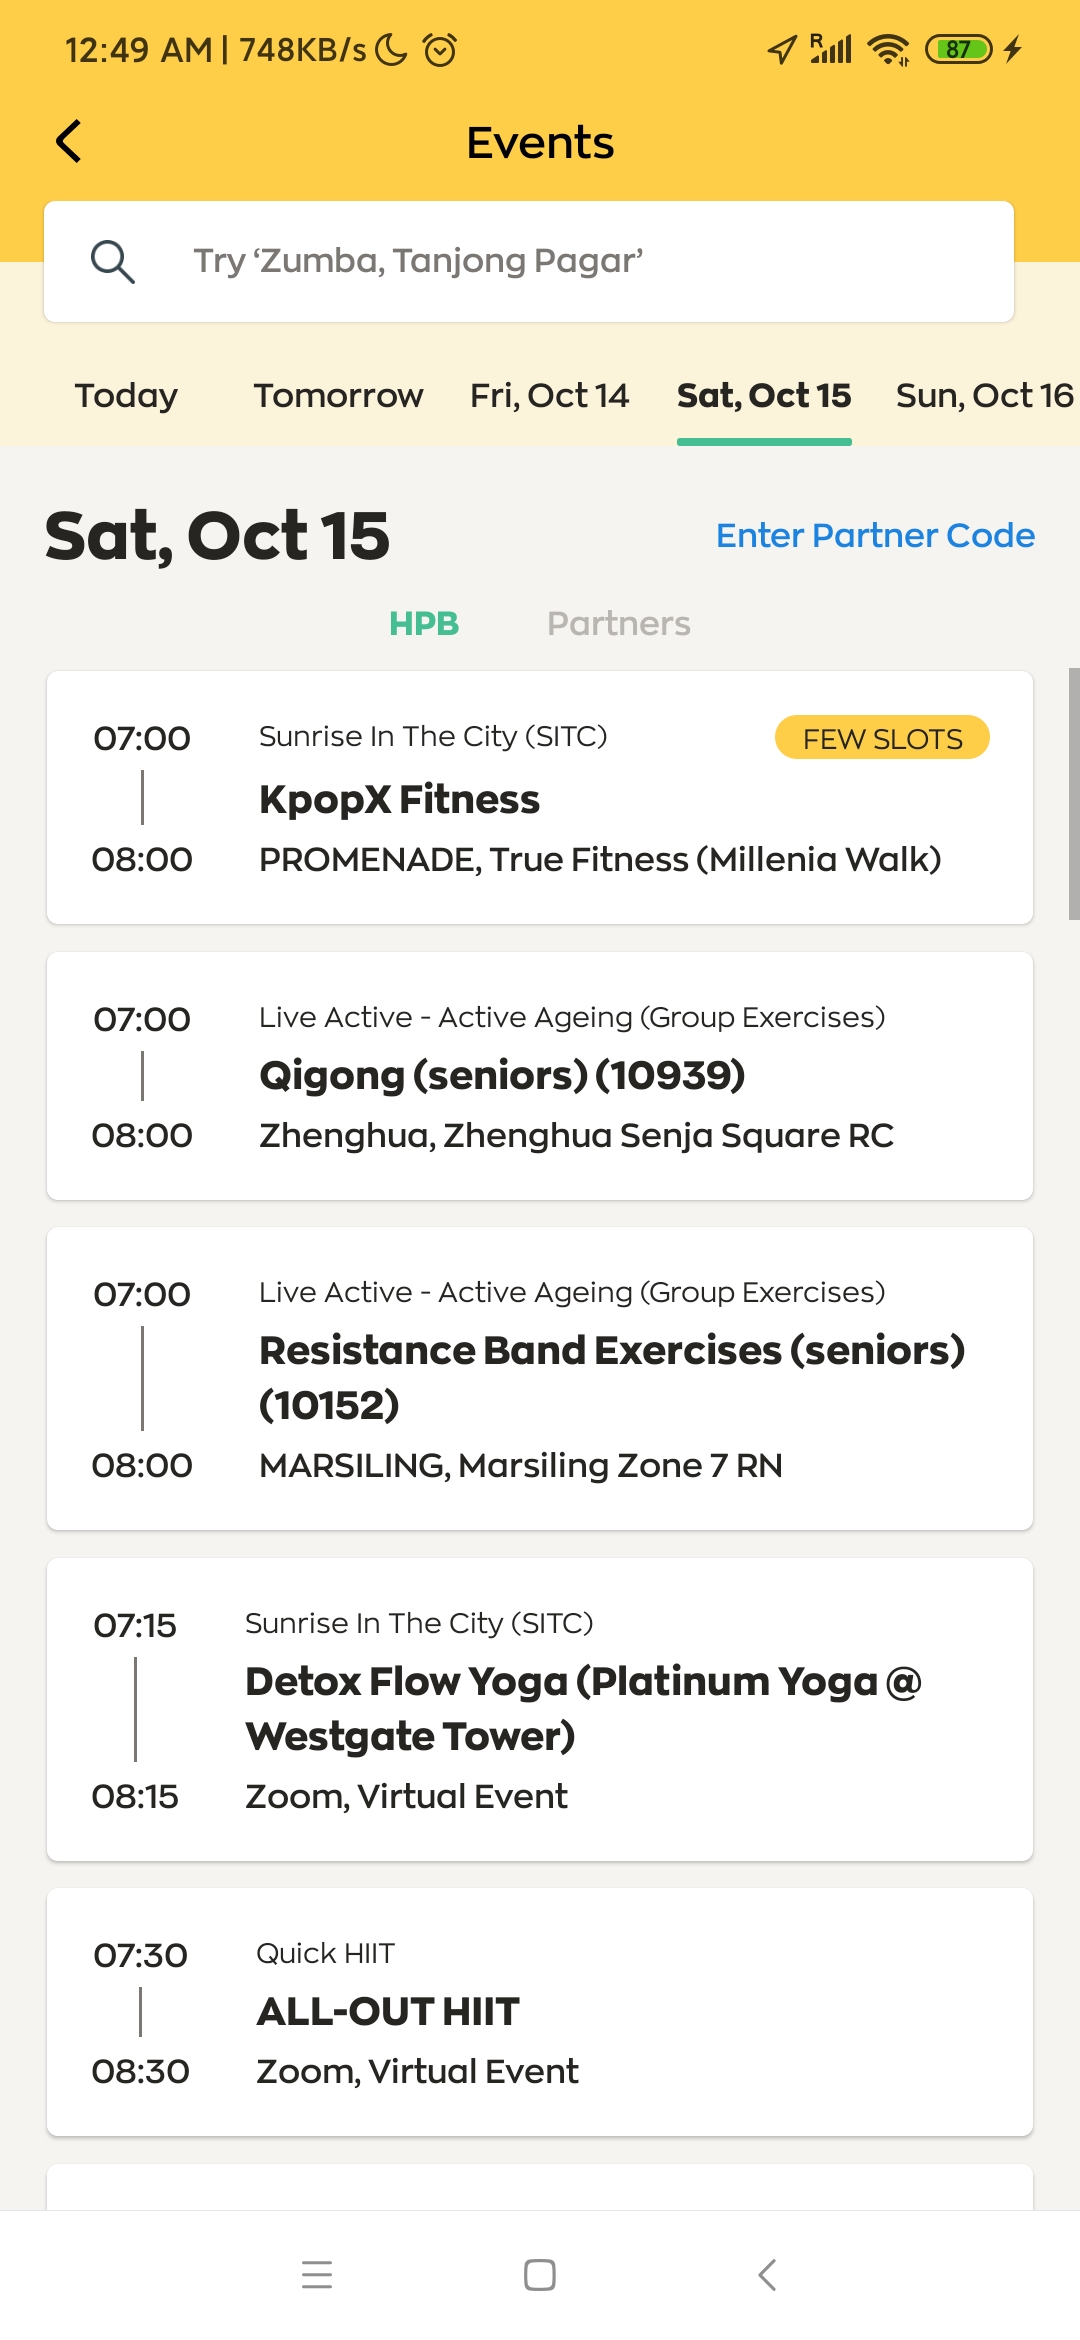 12:49 AM | 748KB/s
R
87
Events
Try ‘Zumba, Tanjong Pagar’
Today Tomorrow Fri, Oct 14 Sat, Oct 15 Sun, Oct 16
Sat, Oct 15
Enter Partner Code
HPB Partners
07:00
Sunrise In The City (SITC)
FEW SLOTS
KpopX Fitness
08:00
PROMENADE, True Fitness (Millenia Walk)
07:00
Live Active - Active Ageing (Group Exercises)
Qigong (seniors) (10939)
08:00
Zhenghua, Zhenghua Senja Square RC
07:00
Live Active - Active Ageing (Group Exercises)
Resistance Band Exercises (seniors)
(10152)
08:00
MARSILING, Marsiling Zone 7 RN
07:15
Sunrise In The City (SITC)
Detox Flow Yoga (Platinum Yoga @
Westgate Tower)
08:15
Zoom, Virtual Event
07:30
Quick HIIT
ALL-OUT HIIT
08:30
Zoom, Virtual Event